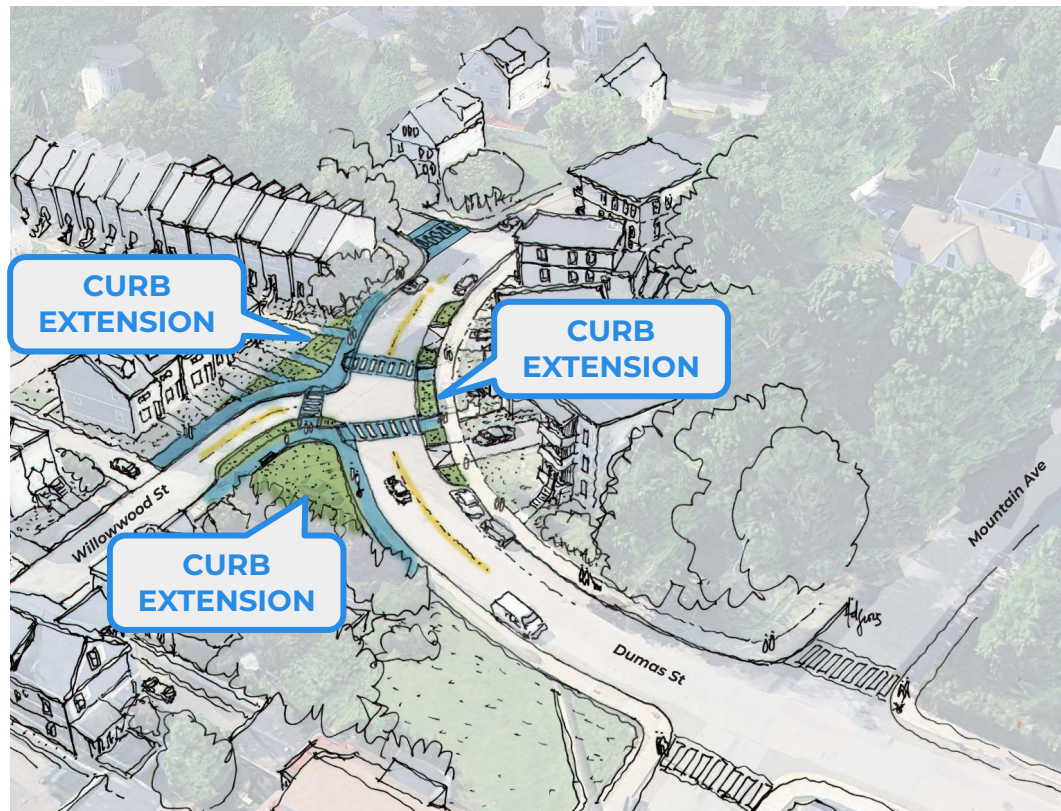 CURB
EXTENSION
CURB
EXTENSION
CURB
EXTENSION
Willowwood St
Mountain Ave
Dumas St